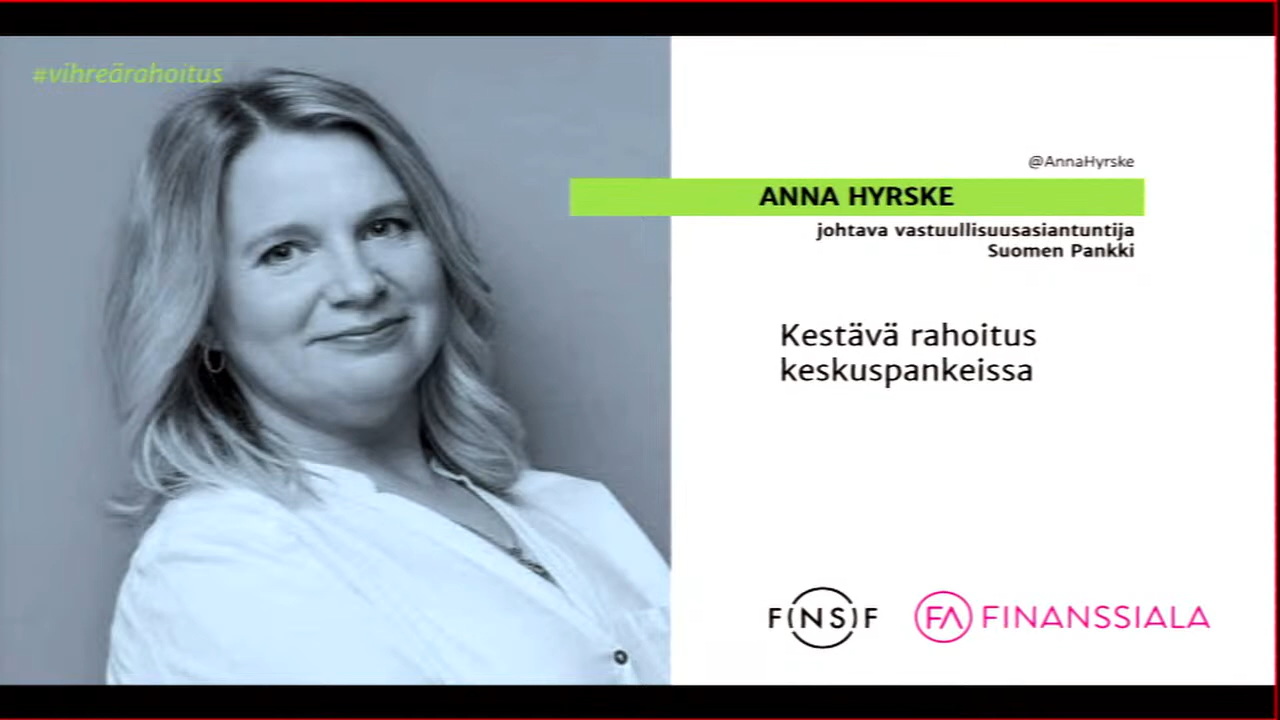 #vihreärahoitus
@AnnaHyrske
ANNA HYRSKE
johtava vastuullisuusasiantuntija
Suomen Pankki
Kestävä rahoitus
keskuspankeissa
FINSIF
FA FINANSSIALA